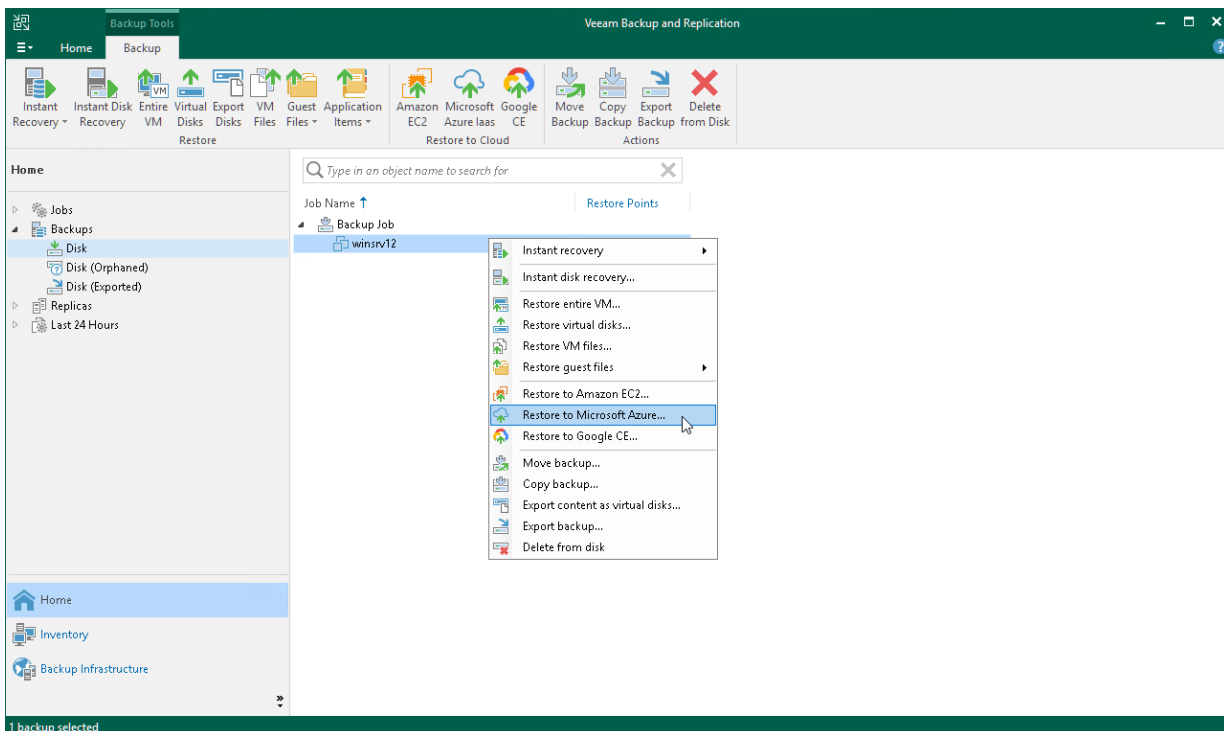 Backup Tools
Veeam Backup and Replication
Home
Backup
Instant Recovery
Instant Disk Recovery
Entire VM
Virtual Disks
Export Disks
VM Files
Guest Files
Application Items
Restore
Amazon EC2
Microsoft Azure Iaas
Google CE
Restore to Cloud
Move Backup
Copy Backup
Export Backup
Delete from Disk
Actions
Home
Jobs
Backups
Disk
Disk (Orphaned)
Disk (Exported)
Replicas
Last 24 Hours
Home
Inventory
Backup Infrastructure
Type in an object name to search for
Job Name
Restore Points
Backup Job
winsrv12
Instant recovery
Instant disk recovery...
Restore entire VM...
Restore virtual disks...
Restore VM files...
Restore guest files
Restore to Amazon EC2...
Restore to Microsoft Azure...
Restore to Google CE...
Move backup...
Copy backup...
Export content as virtual disks...
Export backup...
Delete from disk
1 backup selected